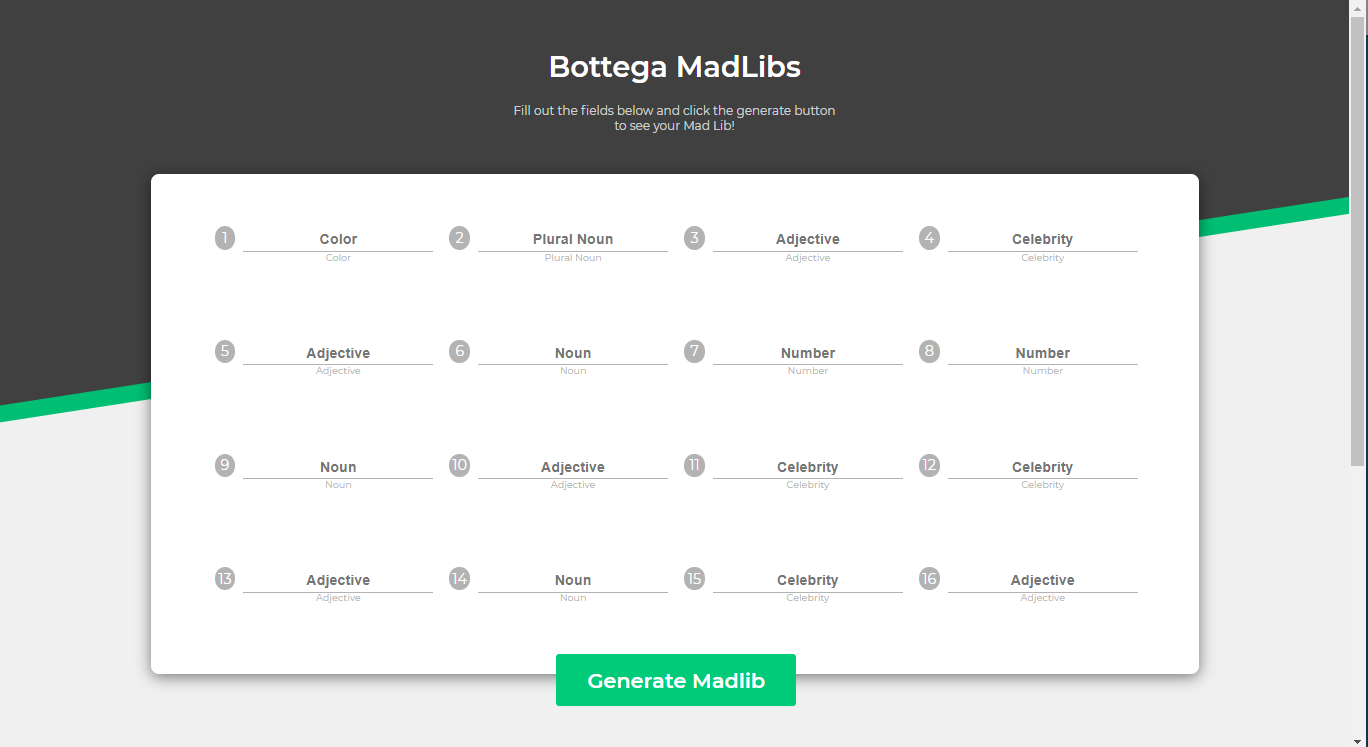 Bottega MadLibs
Fill out the fields below and click the generate button
to see your Mad Lib!
1 Color 2 Plural Noun 3 Adjective 4 Celebrity
Color Plural Noun Adjective Celebrity
5 Adjective 6 Noun 7 Number 8 Number
Adjective Noun Number Number
9 Noun 10 Adjective 11 Celebrity 12 Celebrity
Noun Adjective Celebrity Celebrity
13 Adjective 14 Noun 15 Celebrity 16 Adjective
Adjective Noun Celebrity Adjective
Generate Madlib